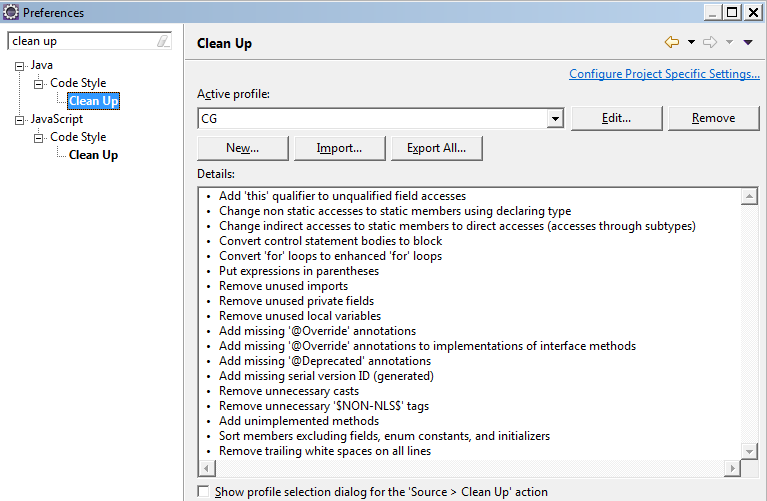 Preferences
clean up
Java
Code Style
Clean Up
JavaScript
Code Style
Clean Up
Clean Up
Configure Project Specific Settings...
Active profile:
CG
Edit...
Remove
New...
Import...
Export All...
Details:
• Add 'this' qualifier to unqualified field accesses
• Change non static accesses to static members using declaring type
• Change indirect accesses to static members to direct accesses (accesses through subtypes)
• Convert control statement bodies to block
• Convert 'for' loops to enhanced 'for' loops
• Put expressions in parentheses
• Remove unused imports
• Remove unused private fields
• Remove unused local variables
• Add missing '@Override' annotations
• Add missing '@Override' annotations to implementations of interface methods
• Add missing '@Deprecated' annotations
• Add missing serial version ID (generated)
• Remove unnecessary casts
• Remove unnecessary '$NON-NLS$' tags
• Add unimplemented methods
• Sort members excluding fields, enum constants, and initializers
• Remove trailing white spaces on all lines
Show profile selection dialog for the 'Source > Clean Up' action